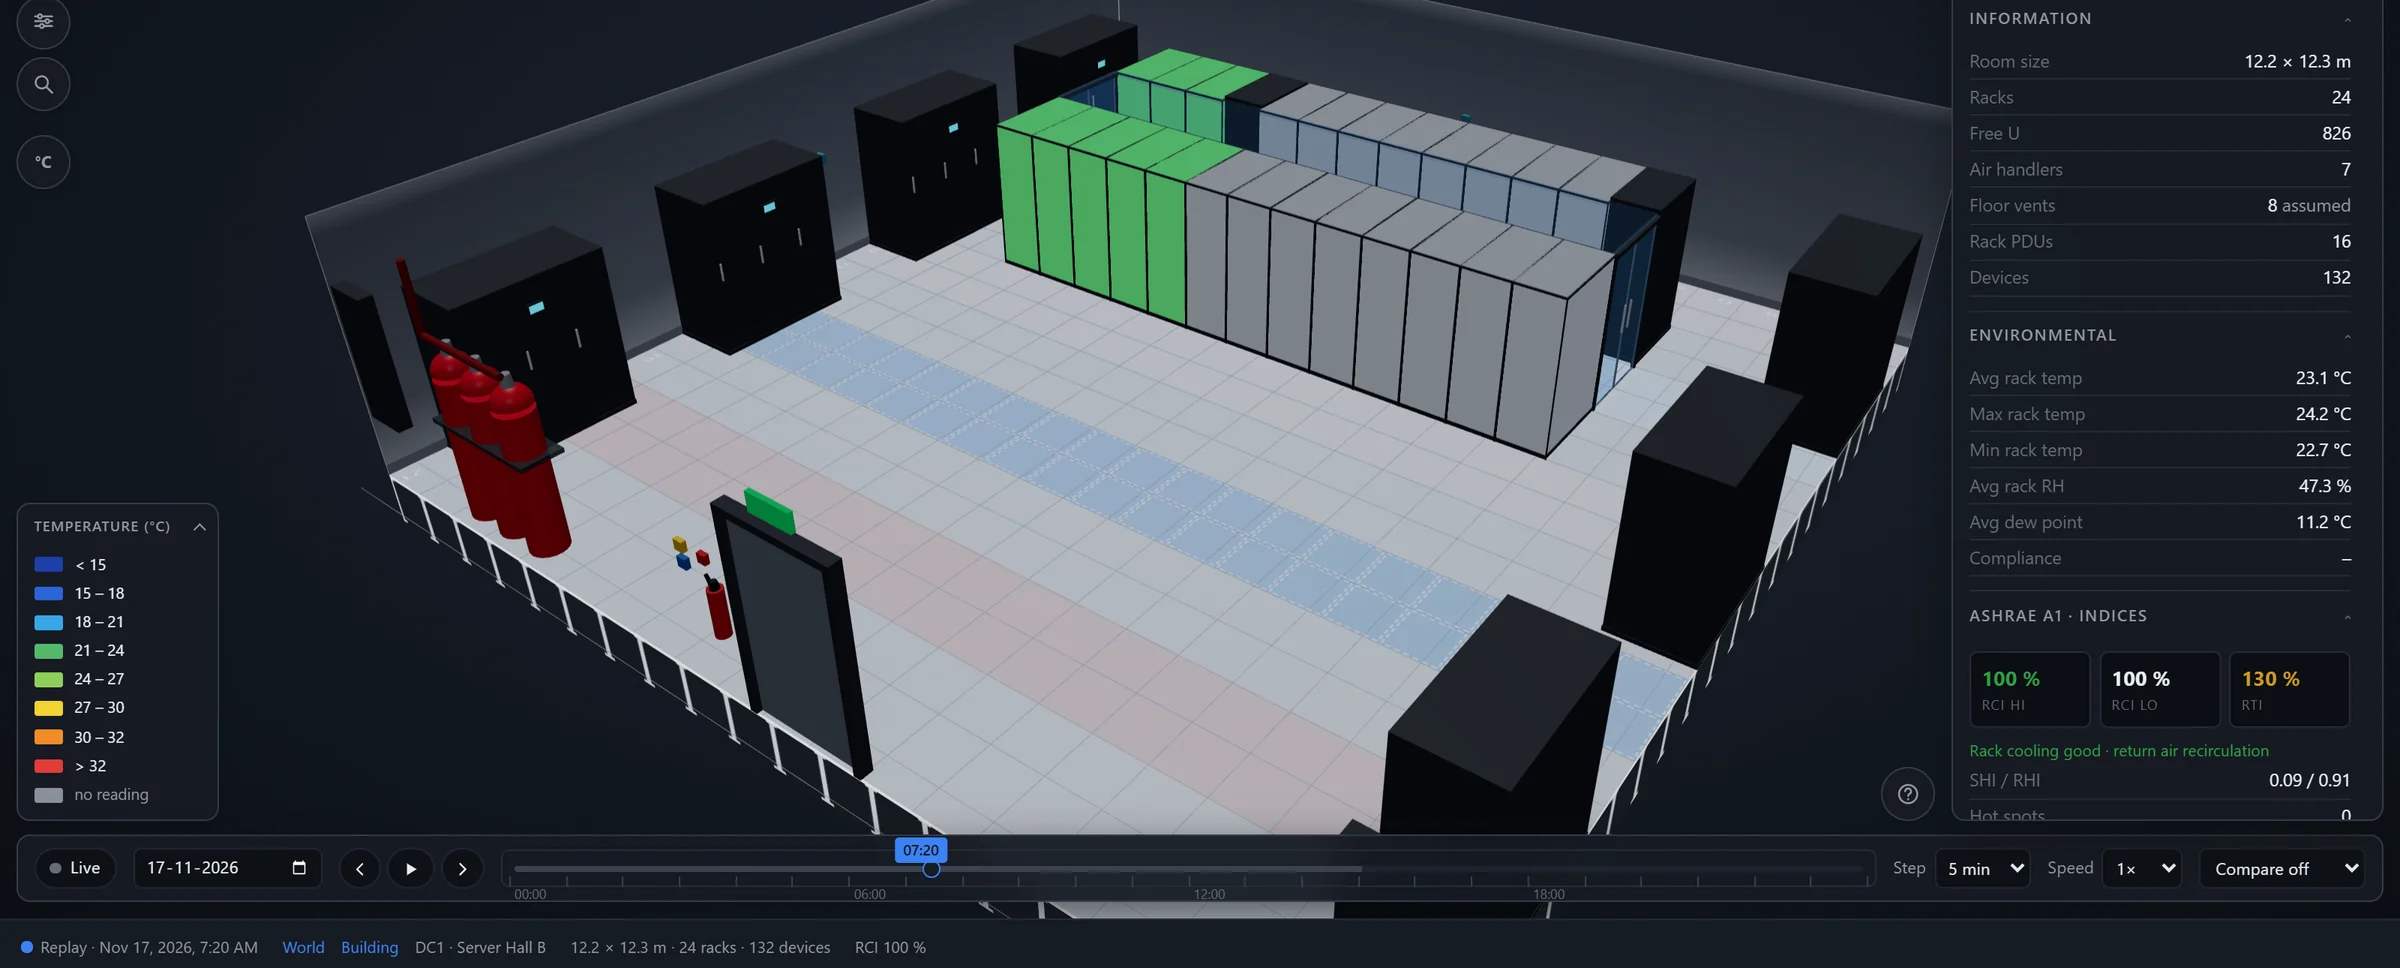 °C
INFORMATION
Room size 12.2 × 12.3 m
Racks 24
Free U 826
Air handlers 7
Floor vents 8 assumed
Rack PDUs 16
Devices 132
ENVIRONMENTAL
Avg rack temp 23.1 °C
Max rack temp 24.2 °C
Min rack temp 22.7 °C
Avg rack RH 47.3 %
Avg dew point 11.2 °C
Compliance –
ASHRAE A1 · INDICES
100 % 100 % 130 %
RCI HI RCI LO RTI
Rack cooling good · return air recirculation
SHI / RHI 0.09 / 0.91
Hot spots 0
TEMPERATURE (°C)
< 15
15 – 18
18 – 21
21 – 24
24 – 27
27 – 30
30 – 32
> 32
no reading
Live 17-11-2026 07:20 Step 5 min Speed 1× Compare off
00:00 06:00 12:00 18:00
Replay · Nov 17, 2026, 7:20 AM World Building DC1 · Server Hall B 12.2 × 12.3 m · 24 racks · 132 devices RCI 100 %